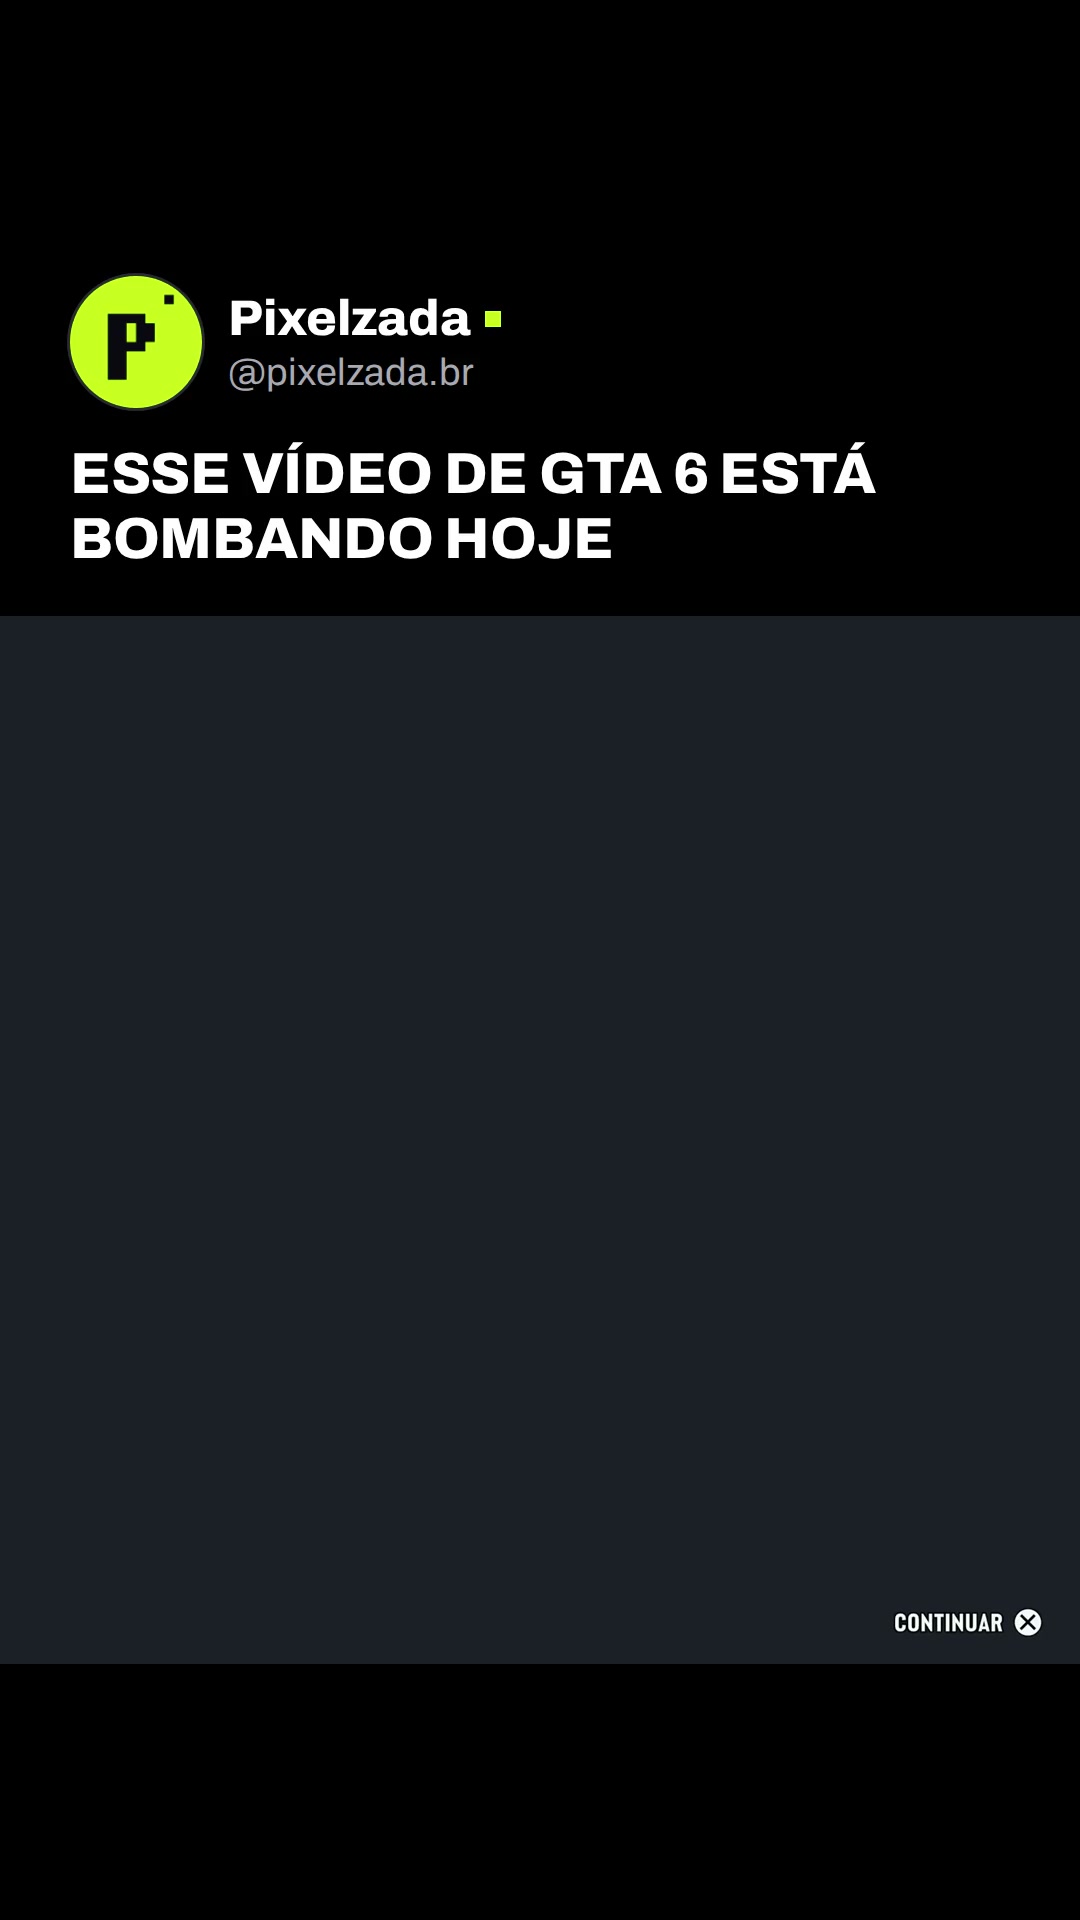 Pixelzada
@pixelzada.br
ESSE VÍDEO DE GTA 6 ESTÁ
BOMBANDO HOJE
CONTINUAR